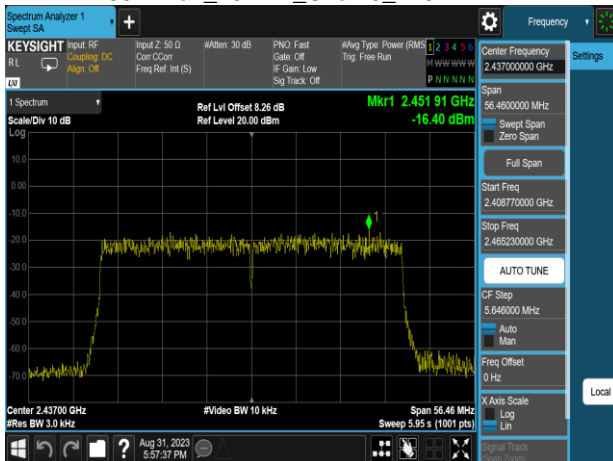 Spectrum Analyzer 1
Swept SA
Frequency
KEYSIGHT
Input: RF
Coupling: DC
Align: Off
Input Z: 50 Ω
Corr CCorr
Freq Ref: Int (S)
#Atten: 30 dB
PNO: Fast
Gate: Off
IF Gain: Low
Sig Track: Off
#Avg Type: Power (RMS
Trig: Free Run
1 2 3 4 5 6
M W W W W W
P N N N N N
RL
LXI
Center Frequency
2.437000000 GHz
Settings
Span
56.4600000 MHz
Swept Span
Zero Span
Full Span
Start Freq
2.408770000 GHz
Stop Freq
2.465230000 GHz
AUTO TUNE
CF Step
5.646000 MHz
Auto
Man
Freq Offset
0 Hz
X Axis Scale
Log
Lin
Signal Track
(Span Zoom)
Local
1 Spectrum
Scale/Div 10 dB
Log
Ref Lvl Offset 8.26 dB
Ref Level 20.00 dBm
Mkr1 2.451 91 GHz
-16.40 dBm
1
10.0
0.00
-10.0
-20.0
-30.0
-40.0
-50.0
-60.0
-70.0
Center 2.43700 GHz
#Res BW 3.0 kHz
#Video BW 10 kHz
Span 56.46 MHz
Sweep 5.95 s (1001 pts)
?
Aug 31, 2023
5:57:37 PM